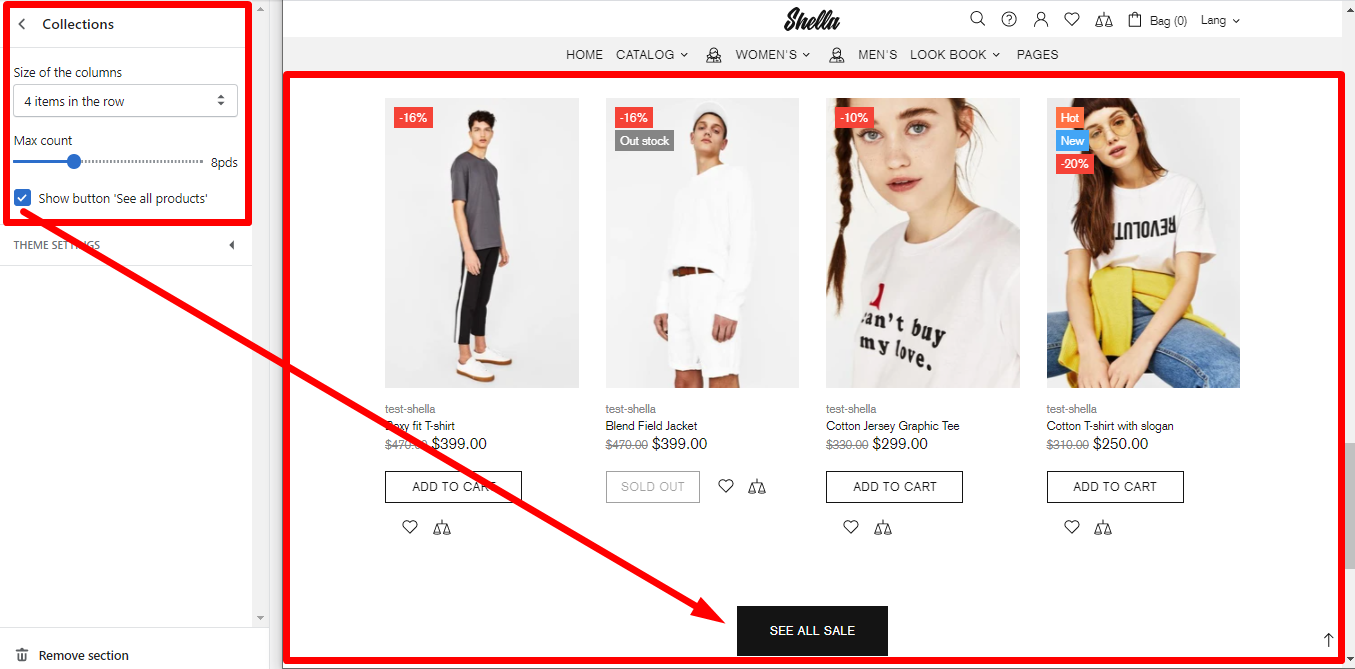 Collections
Size of the columns
4 items in the row
Max count
8pds
Show button 'See all products'
THEME SETTINGS
Remove section
Shella
Bag (0) Lang
HOME CATALOG WOMEN'S MEN'S LOOK BOOK PAGES
-16%
test-shella
Boxy fit T-shirt
$470.00 $399.00
ADD TO CART
-16%
Out stock
test-shella
Blend Field Jacket
$470.00 $399.00
SOLD OUT
-10%
can't buy
my love.
test-shella
Cotton Jersey Graphic Tee
$330.00 $299.00
ADD TO CART
Hot
New
-20%
test-shella
Cotton T-shirt with slogan
$310.00 $250.00
ADD TO CART
SEE ALL SALE